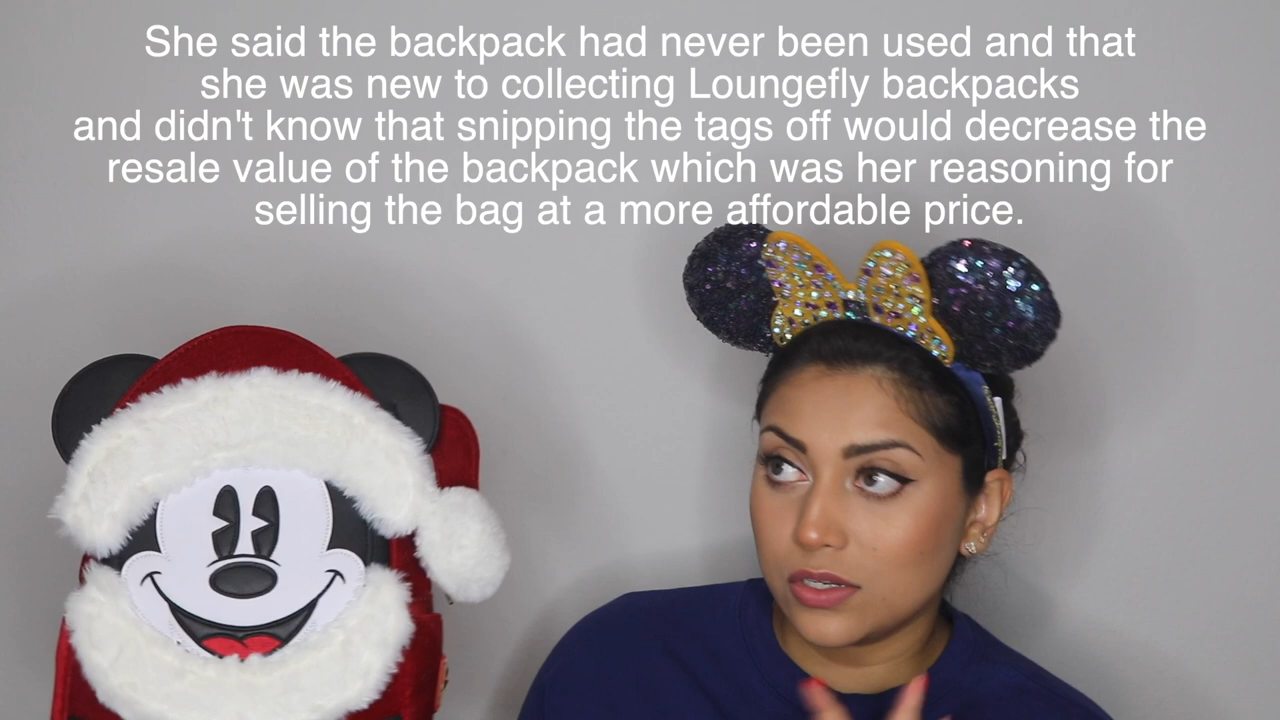 She said the backpack had never been used and that
she was new to collecting Loungefly backpacks
and didn't know that snipping the tags off would decrease the
resale value of the backpack which was her reasoning for
selling the bag at a more affordable price.